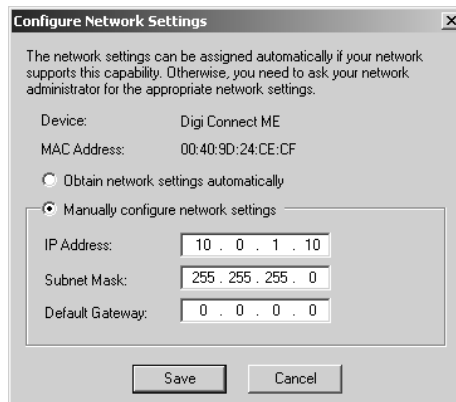 Configure Network Settings
The network settings can be assigned automatically if your network
supports this capability. Otherwise, you need to ask your network
administrator for the appropriate network settings.
Device: Digi Connect ME
MAC Address: 00:40:9D:24:CE:CF
Obtain network settings automatically
Manually configure network settings
IP Address: 10 . 0 . 1 . 10
Subnet Mask: 255 . 255 . 255 . 0
Default Gateway: 0 . 0 . 0 . 0
Save Cancel